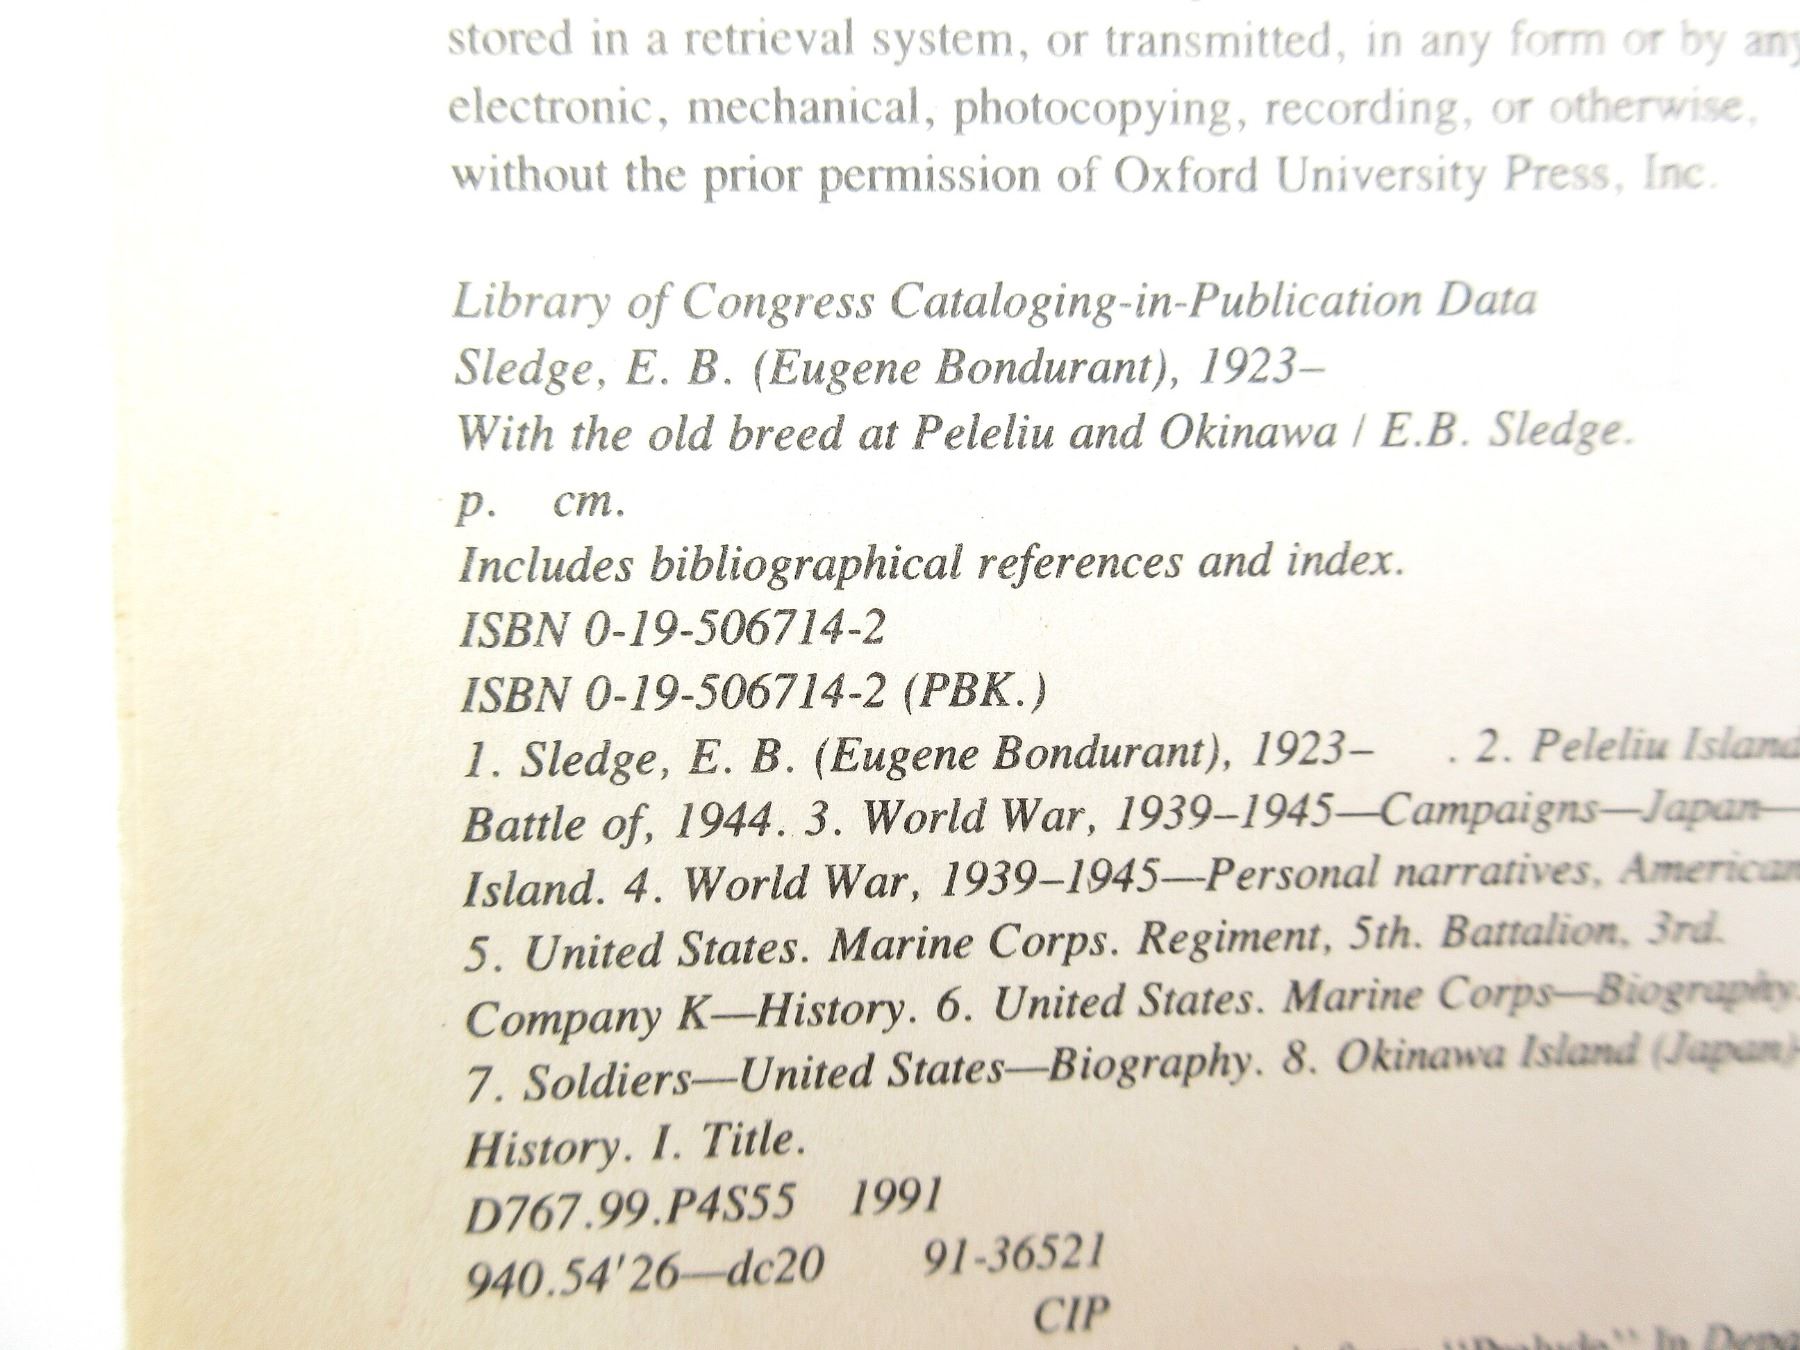 stored in a retrieval system, or transmitted, in any form or by any
electronic, mechanical, photocopying, recording, or otherwise,
without the prior permission of Oxford University Press, Inc.
Library of Congress Cataloging-in-Publication Data
Sledge, E. B. (Eugene Bondurant), 1923–
With the old breed at Peleliu and Okinawa / E.B. Sledge.
p. cm.
Includes bibliographical references and index.
ISBN 0-19-506714-2
ISBN 0-19-506714-2 (PBK.)
1. Sledge, E. B. (Eugene Bondurant), 1923– . 2. Peleliu Island
Battle of, 1944. 3. World War, 1939–1945—Campaigns—Japan—
Island. 4. World War, 1939–1945—Personal narratives, American
5. United States. Marine Corps. Regiment, 5th. Battalion, 3rd.
Company K—History. 6. United States. Marine Corps—Biography.
7. Soldiers—United States—Biography. 8. Okinawa Island (Japan)—
History. I. Title.
D767.99.P4S55 1991
940.54'26—dc20 91-36521
CIP
"Prelude" In